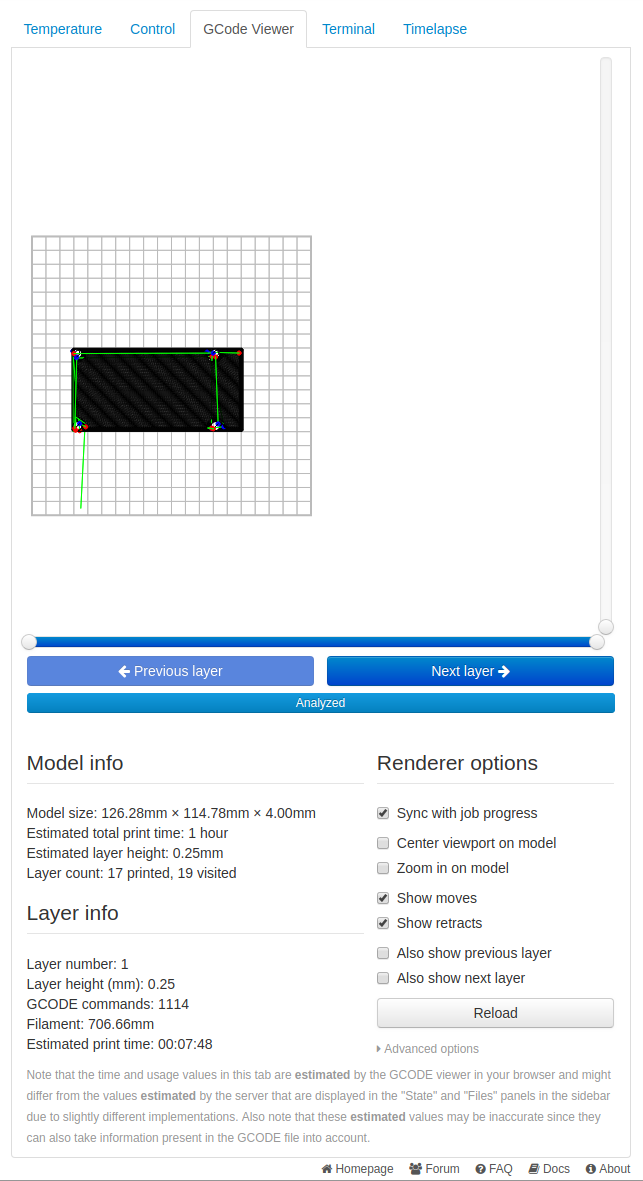 Temperature Control GCode Viewer Terminal Timelapse
Previous layer Next layer
Analyzed
Model info
Model size: 126.28mm × 114.78mm × 4.00mm
Estimated total print time: 1 hour
Estimated layer height: 0.25mm
Layer count: 17 printed, 19 visited
Layer info
Layer number: 1
Layer height (mm): 0.25
GCODE commands: 1114
Filament: 706.66mm
Estimated print time: 00:07:48
Renderer options
Sync with job progress
Center viewport on model
Zoom in on model
Show moves
Show retracts
Also show previous layer
Also show next layer
Reload
Advanced options
Note that the time and usage values in this tab are estimated by the GCODE viewer in your browser and might
differ from the values estimated by the server that are displayed in the "State" and "Files" panels in the sidebar
due to slightly different implementations. Also note that these estimated values may be inaccurate since they
can also take information present in the GCODE file into account.
Homepage Forum FAQ Docs About